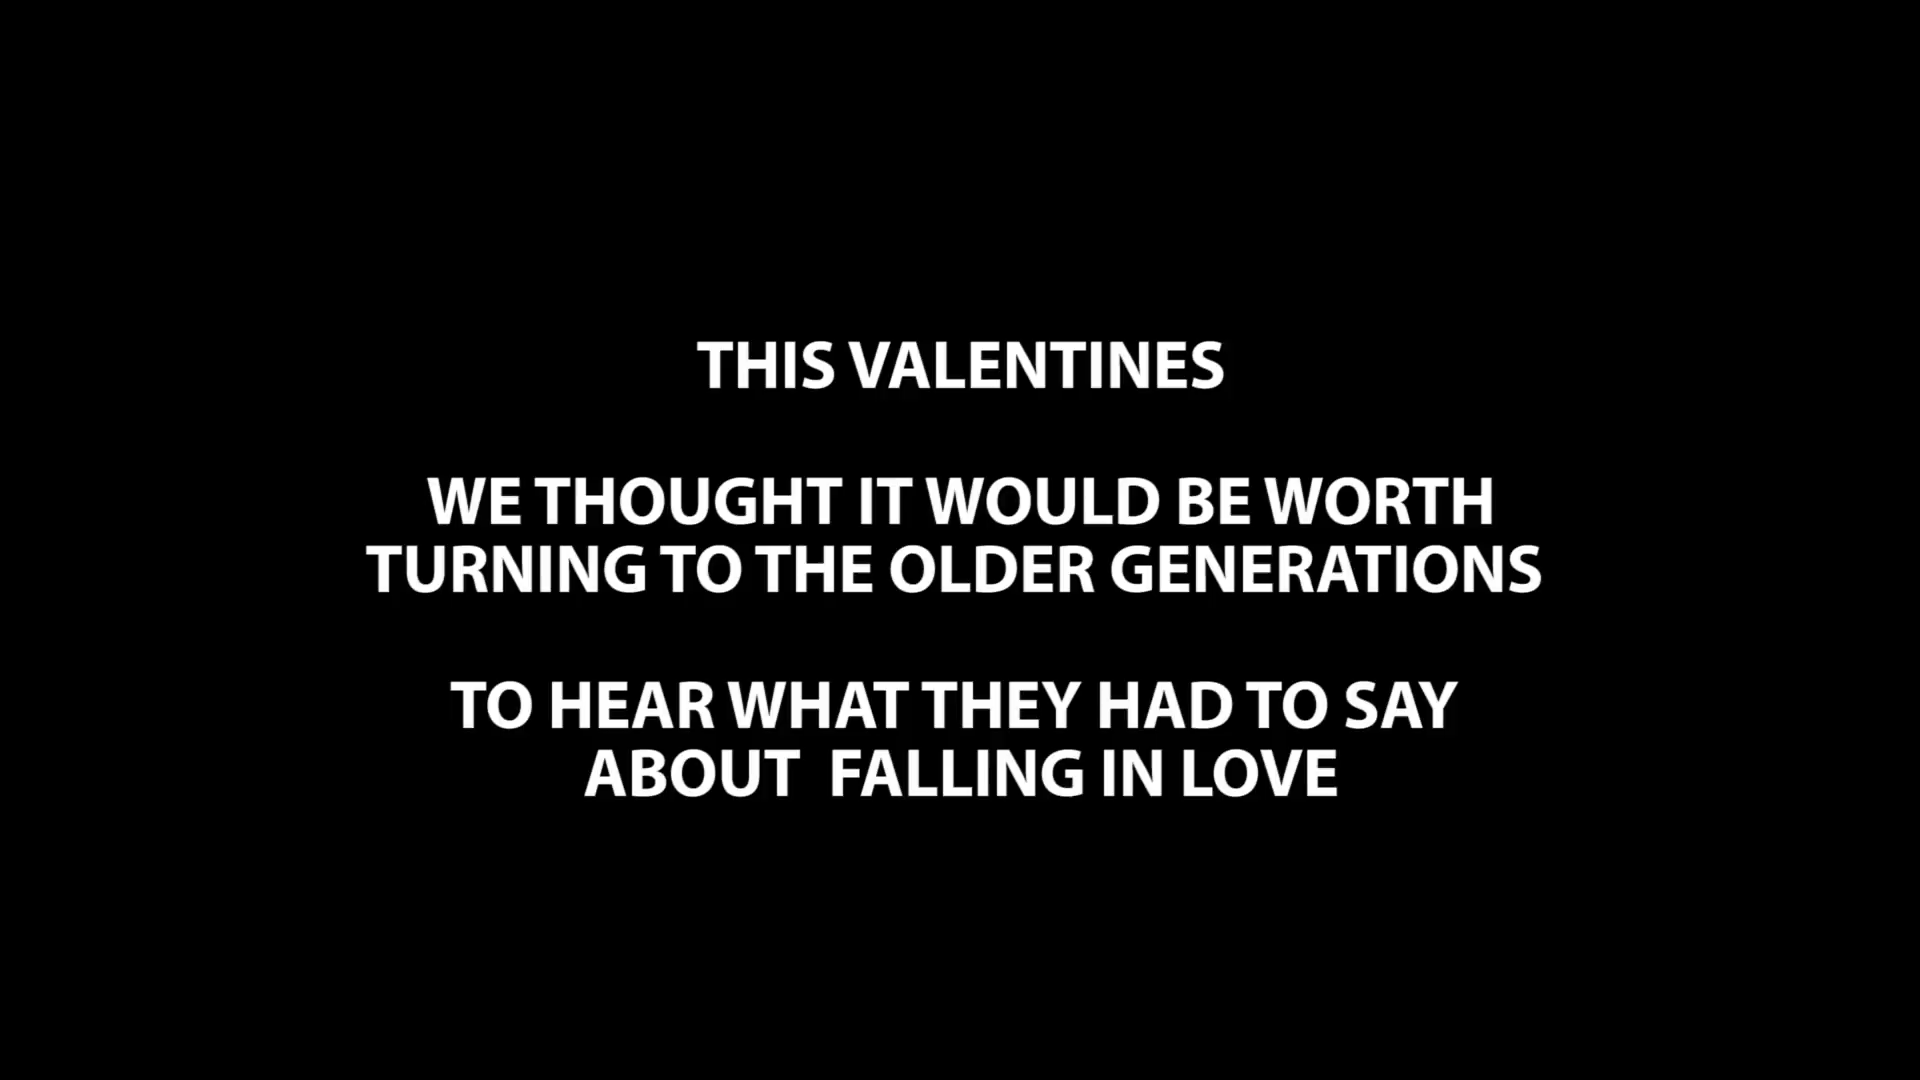 THIS VALENTINES
WE THOUGHT IT WOULD BE WORTH
TURNING TO THE OLDER GENERATIONS
TO HEAR WHAT THEY HAD TO SAY
ABOUT  FALLING IN LOVE